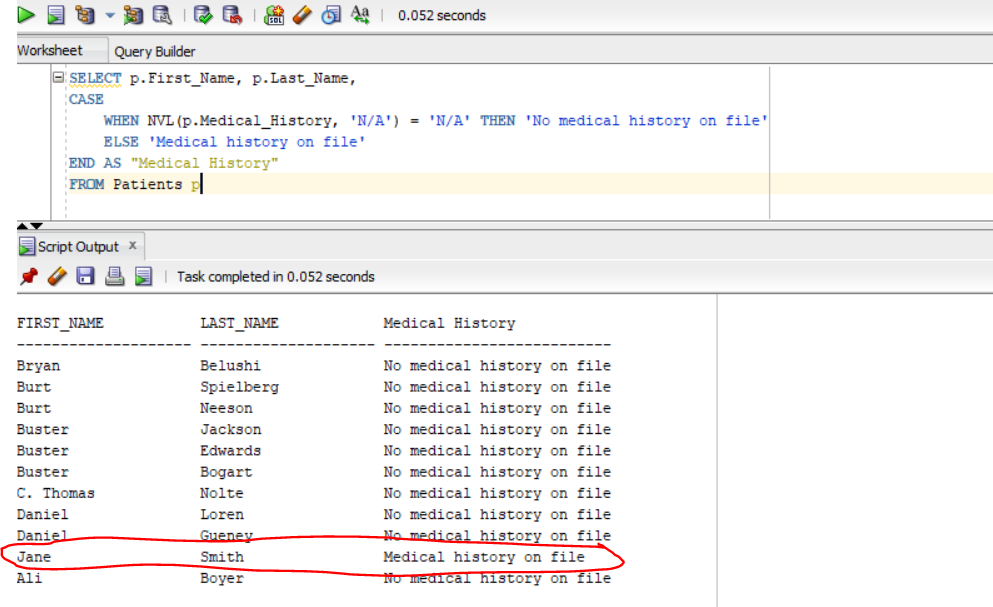 0.052 seconds
Worksheet Query Builder
SELECT p.First_Name, p.Last_Name,
CASE
WHEN NVL(p.Medical_History, 'N/A') = 'N/A' THEN 'No medical history on file'
ELSE 'Medical history on file'
END AS "Medical History"
FROM Patients p
Script Output x
Task completed in 0.052 seconds
FIRST_NAME LAST_NAME Medical History
-------------------- -------------------- --------------------------
Bryan Belushi No medical history on file
Burt Spielberg No medical history on file
Burt Neeson No medical history on file
Buster Jackson No medical history on file
Buster Edwards No medical history on file
Buster Bogart No medical history on file
C. Thomas Nolte No medical history on file
Daniel Loren No medical history on file
Daniel Gueney No medical history on file
Jane Smith Medical history on file
Ali Boyer No medical history on file